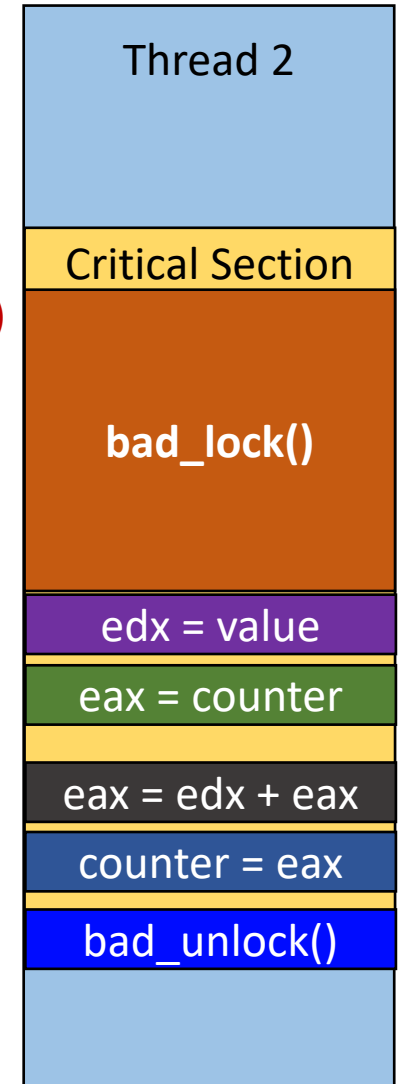 Thread 2
Critical Section
)
bad_lock()
edx = value
eax = counter
eax = edx + eax
counter = eax
bad_unlock()